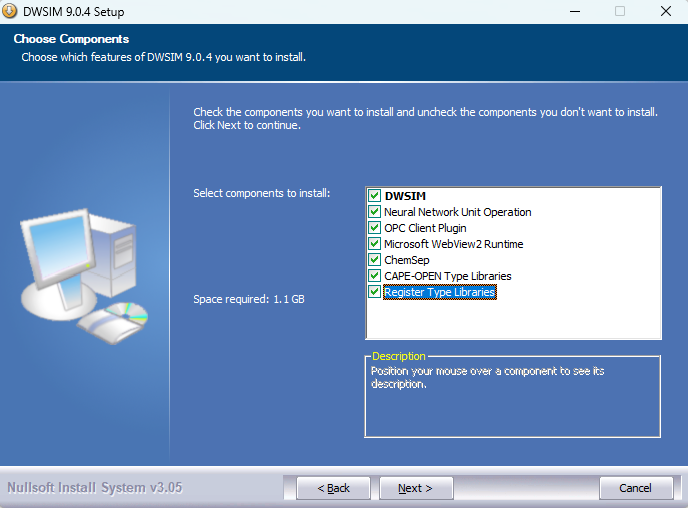 DWSIM 9.0.4 Setup
Choose Components
Choose which features of DWSIM 9.0.4 you want to install.
Check the components you want to install and uncheck the components you don't want to install.
Click Next to continue.
Select components to install:
DWSIM
Neural Network Unit Operation
OPC Client Plugin
Microsoft WebView2 Runtime
ChemSep
CAPE-OPEN Type Libraries
Register Type Libraries
Space required: 1.1 GB
Description
Position your mouse over a component to see its
description.
Nullsoft Install System v3.05
< Back
Next >
Cancel